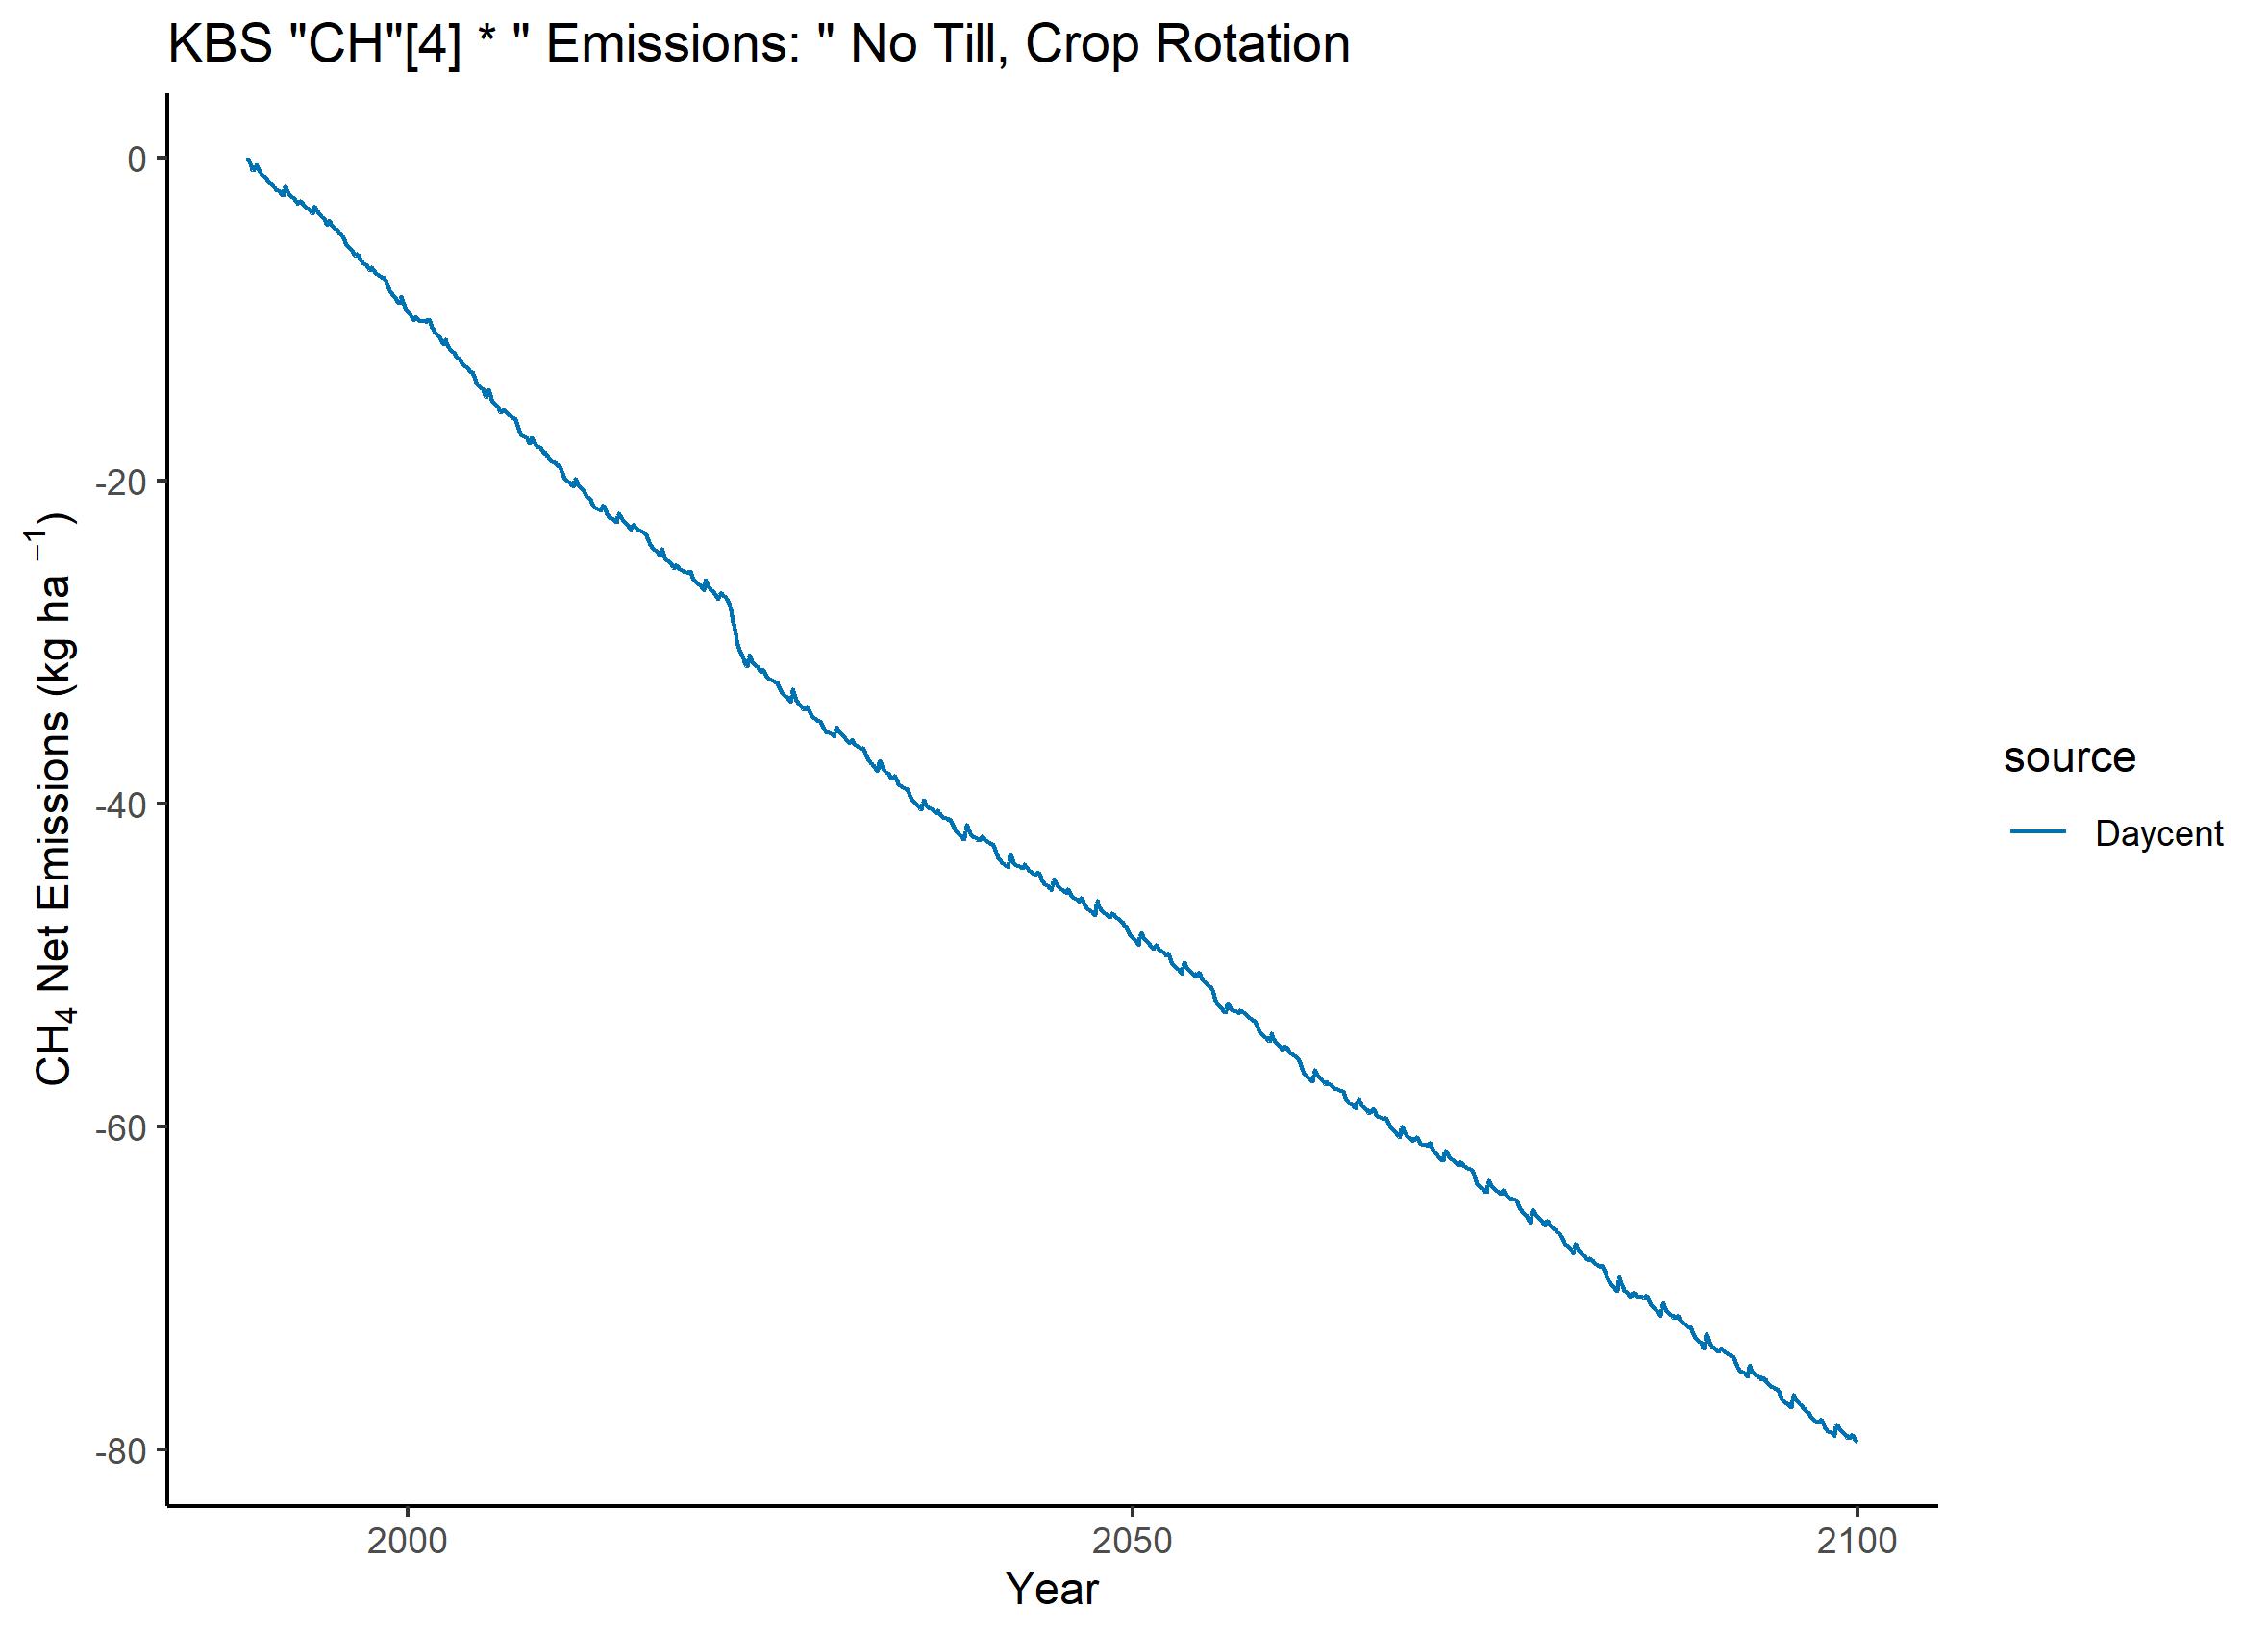 KBS "CH"[4] * " Emissions: " No Till, Crop Rotation
CH₄ Net Emissions (kg ha ⁻¹)
0
-20
-40
-60
-80
2000
2050
2100
Year
source
Daycent